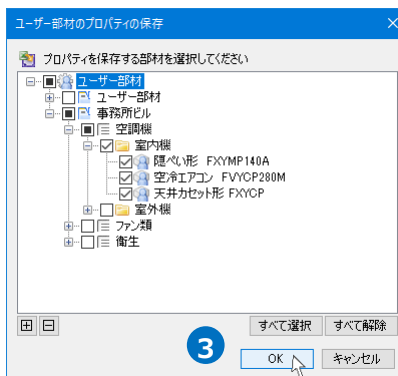 ユーザー部材のプロパティの保存
プロパティを保存する部材を選択してください
ユーザー部材
ユーザー部材
事務所ビル
空調機
室内機
隠ぺい形 FXYMP140A
空冷エアコン FVYCP280M
天井カセット形 FXYCP
室外機
ファン類
衛生
すべて選択 すべて解除
3
OK キャンセル